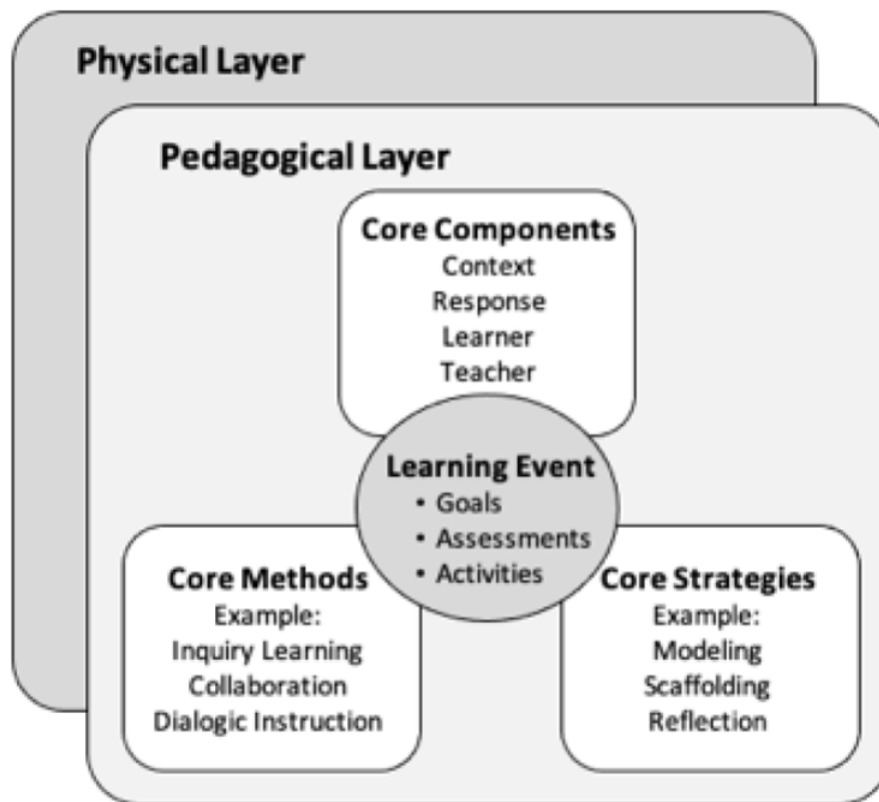 Physical Layer
Pedagogical Layer
Core Components
Context
Response
Learner
Teacher
Learning Event
• Goals
• Assessments
• Activities
Core Methods
Example:
Inquiry Learning
Collaboration
Dialogic Instruction
Core Strategies
Example:
Modeling
Scaffolding
Reflection